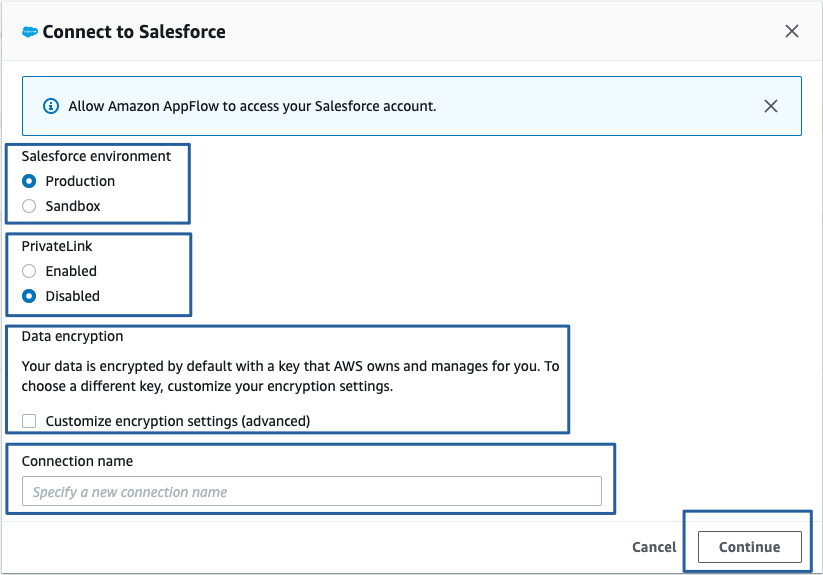 Connect to Salesforce
Allow Amazon AppFlow to access your Salesforce account.
Salesforce environment
Production
Sandbox
PrivateLink
Enabled
Disabled
Data encryption
Your data is encrypted by default with a key that AWS owns and manages for you. To
choose a different key, customize your encryption settings.
Customize encryption settings (advanced)
Connection name
Specify a new connection name
Cancel
Continue